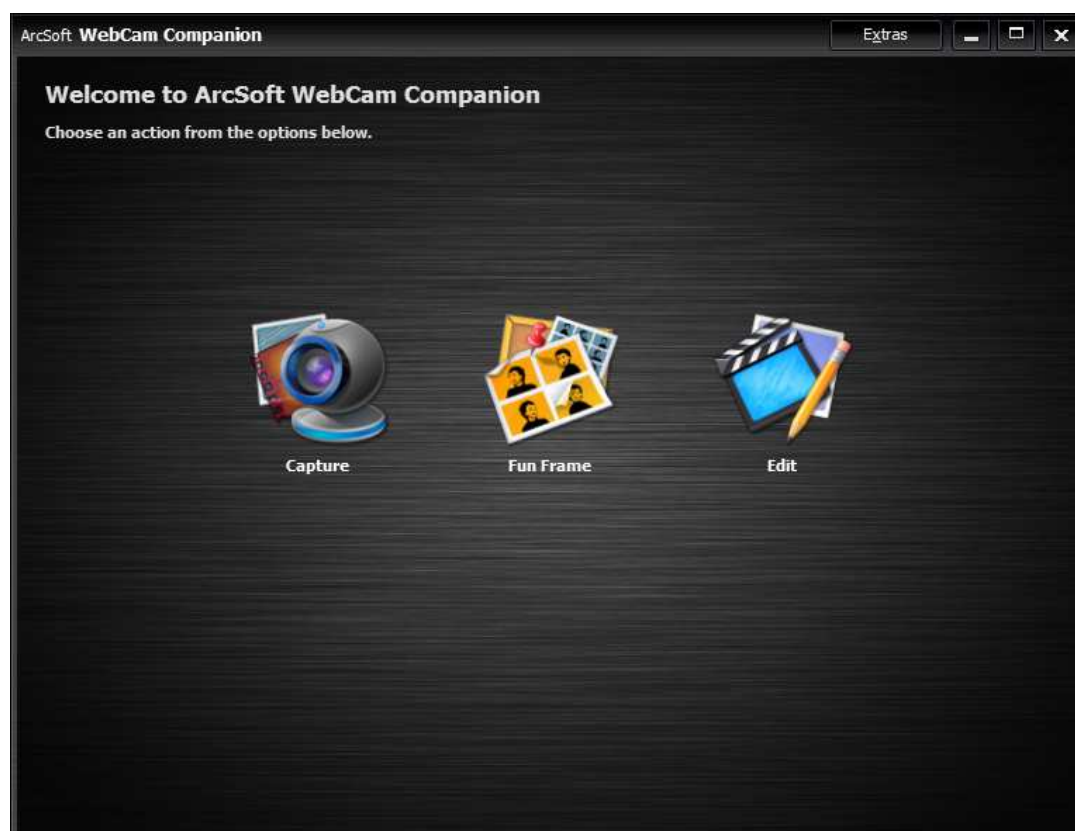 ArcSoft WebCam Companion
Extras
Welcome to ArcSoft WebCam Companion
Choose an action from the options below.
Capture
Fun Frame
Edit